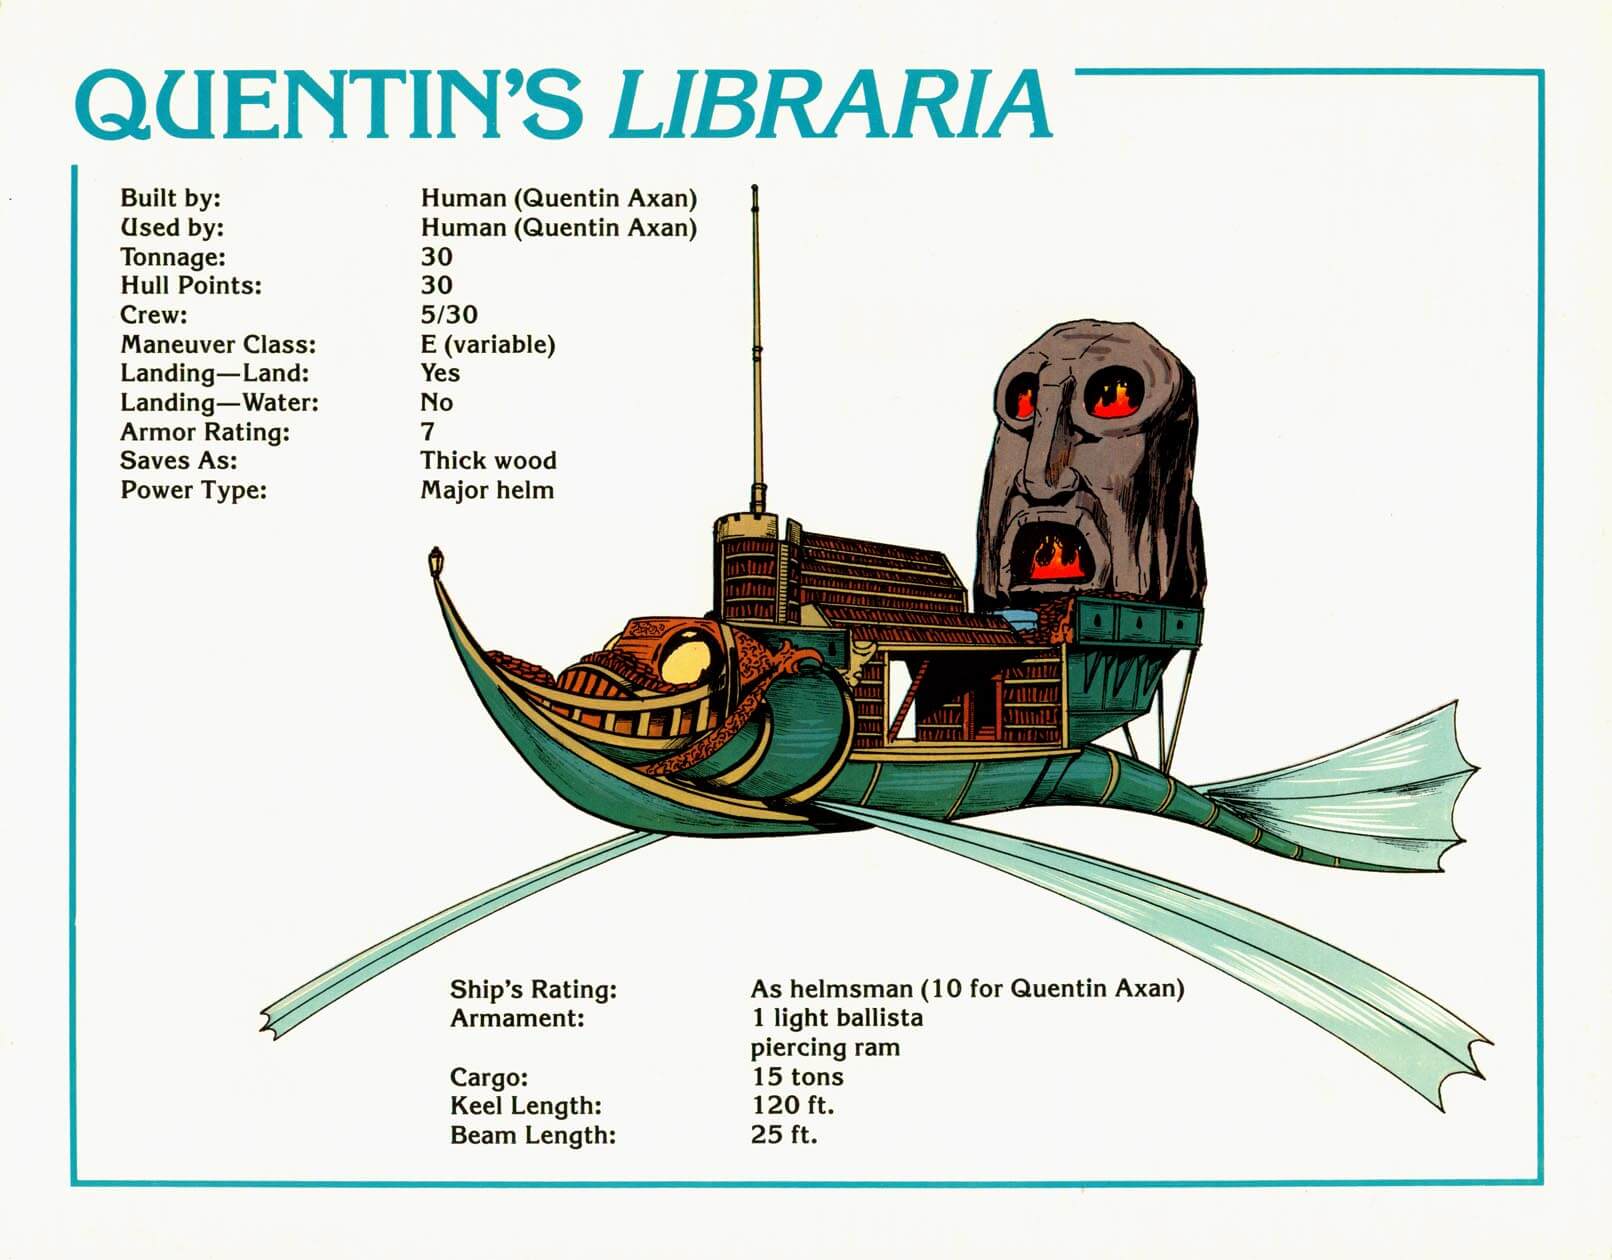 QUENTIN'S LIBRARIA
Built by: Human (Quentin Axan)
Used by: Human (Quentin Axan)
Tonnage: 30
Hull Points: 30
Crew: 5/30
Maneuver Class: E (variable)
Landing—Land: Yes
Landing—Water: No
Armor Rating: 7
Saves As: Thick wood
Power Type: Major helm
Ship's Rating: As helmsman (10 for Quentin Axan)
Armament: 1 light ballista
piercing ram
Cargo: 15 tons
Keel Length: 120 ft.
Beam Length: 25 ft.